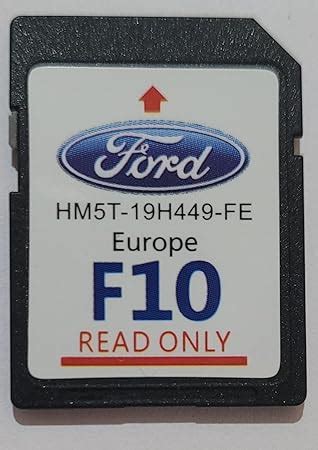 Ford
HM5T-19H449-FE
Europe
F10
READ ONLY